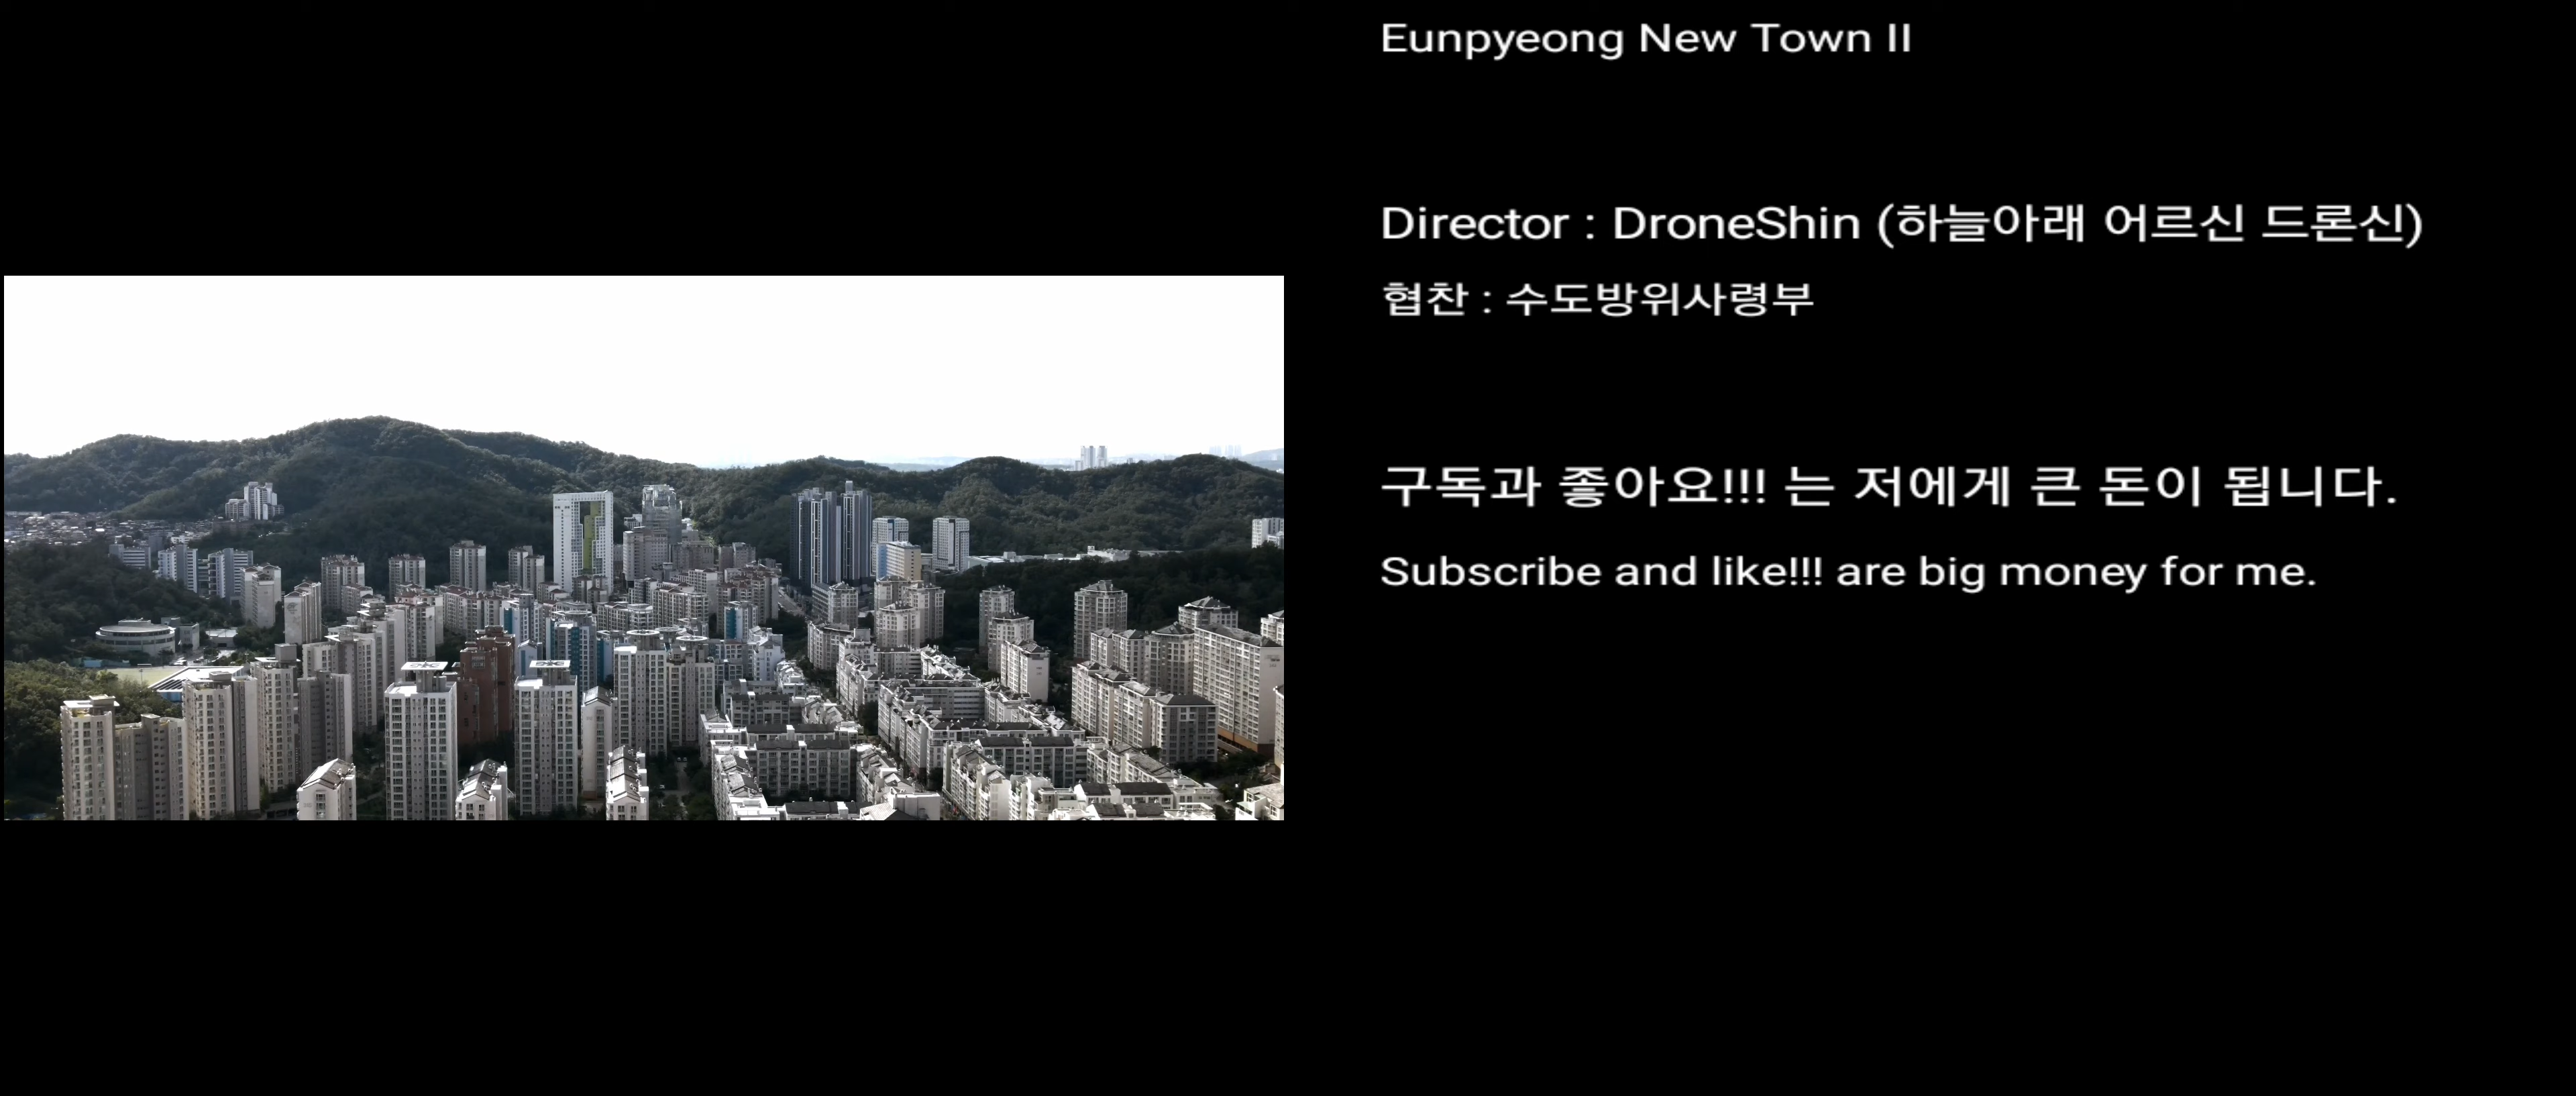 Eunpyeong New Town II
Director : DroneShin (하늘아래 어르신 드론신)
협찬 : 수도방위사령부
구독과 좋아요!!! 는 저에게 큰 돈이 됩니다.
Subscribe and like!!! are big money for me.